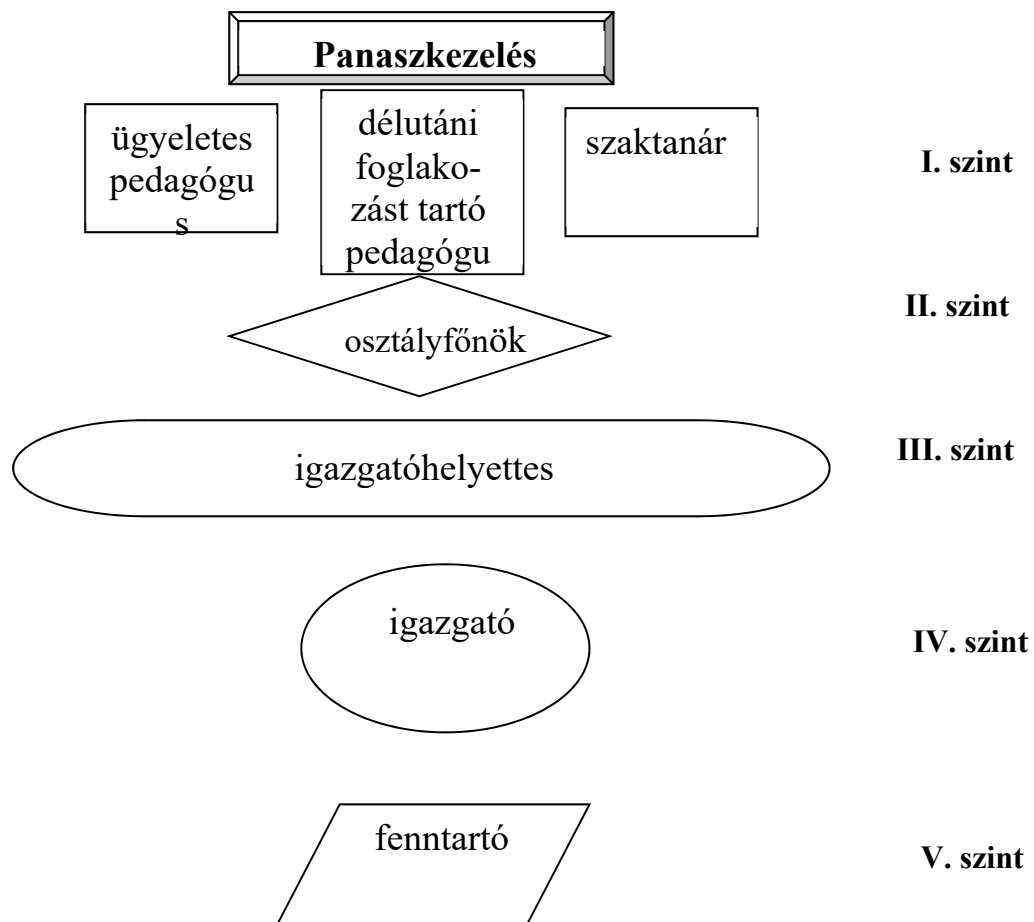 Panaszkezelés
ügyeletes
pedagógu
s
délutáni
foglako-
zást tartó
pedagógu
szaktanár
I. szint
osztályfőnök
II. szint
igazgatóhelyettes
III. szint
igazgató
IV. szint
fenntartó
V. szint